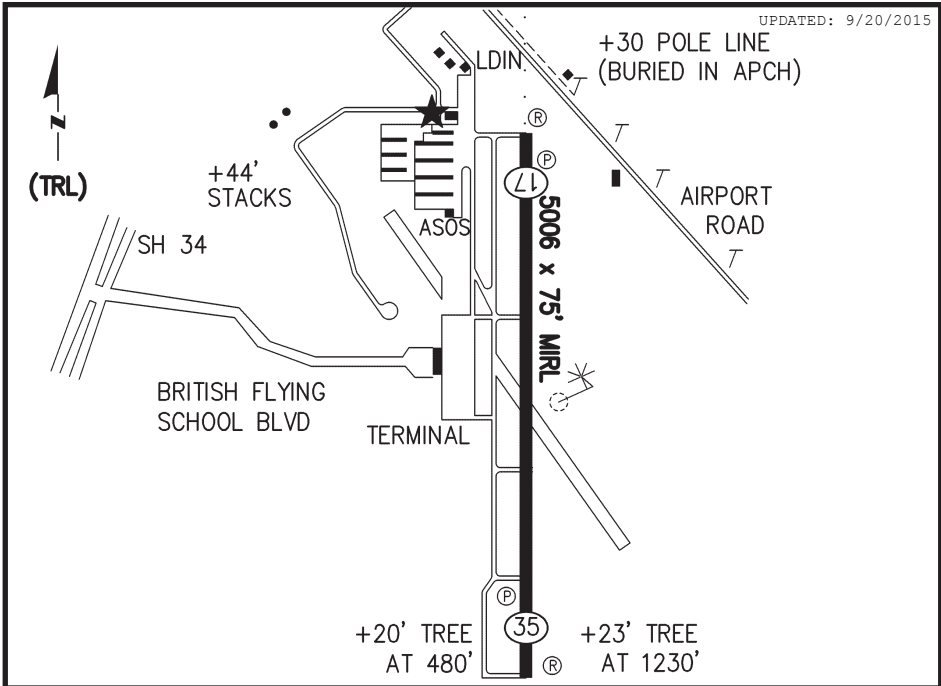 UPDATED: 9/20/2015
+30 POLE LINE
(BURIED IN APCH)
LDIN
N
(TRL)
R
+44'
STACKS
P
17
AIRPORT
ROAD
ASOS
5006 x 75' MIRL
SH 34
BRITISH FLYING
SCHOOL BLVD
TERMINAL
P
+20' TREE
AT 480'
35
+23' TREE
AT 1230'
R